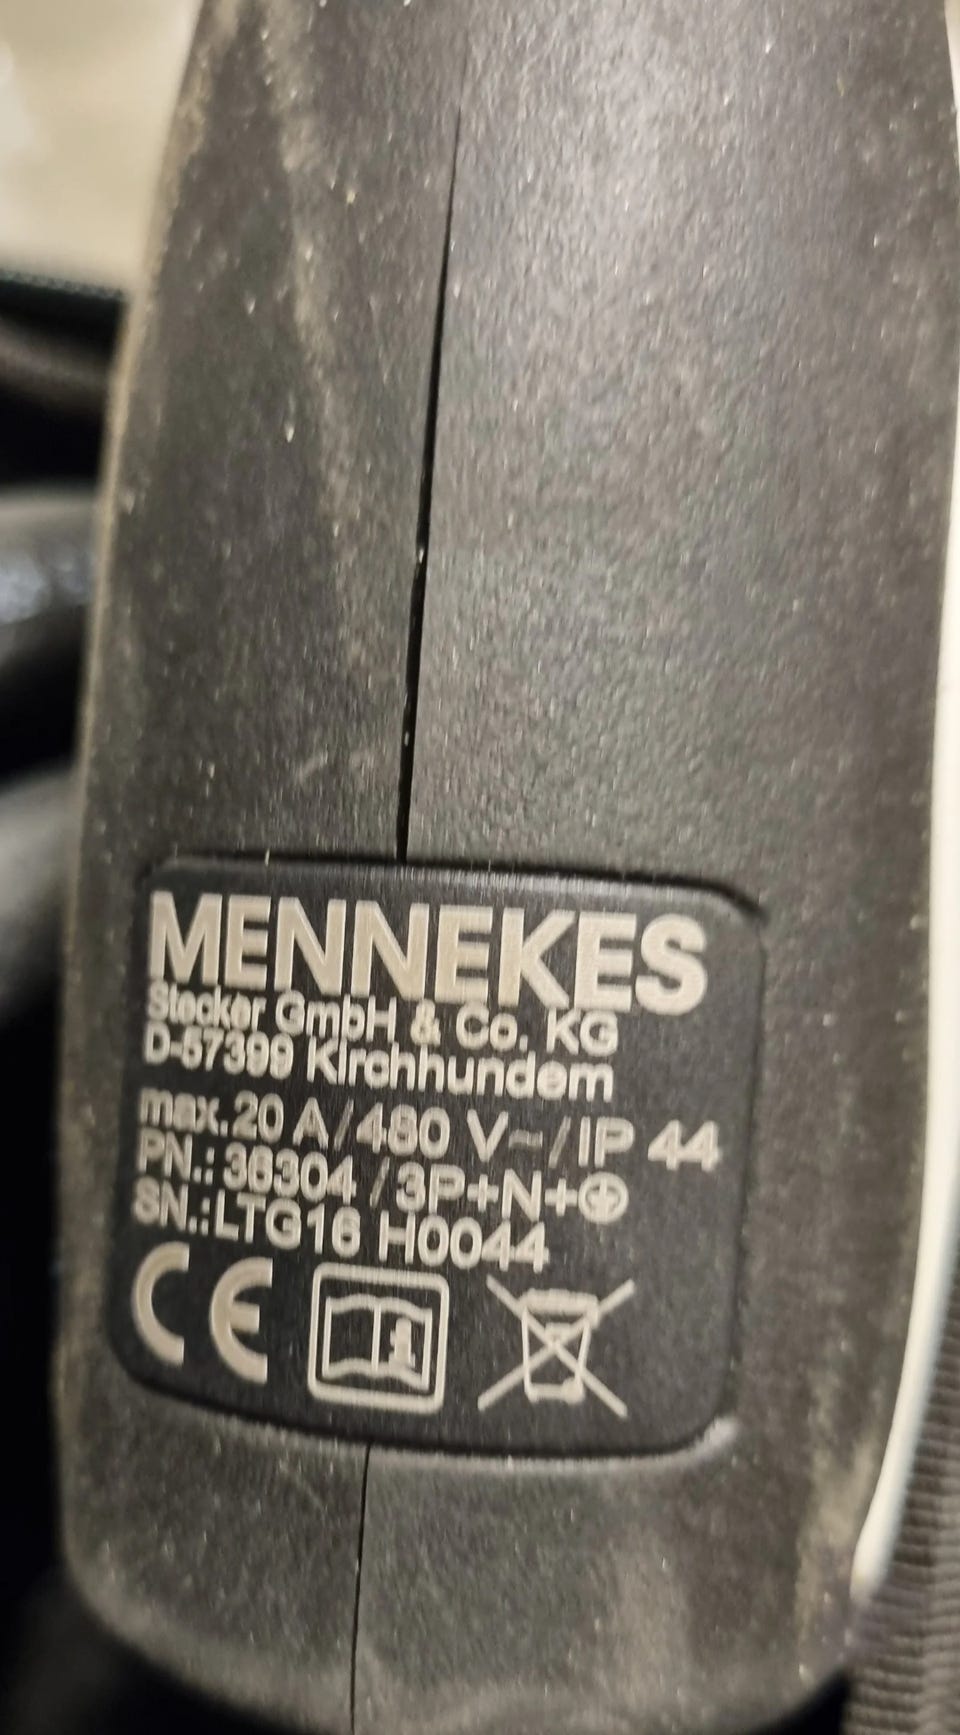 MENNEKES
Stecker GmbH & Co. KG
D-57399 Kirchhundem
max.20 A/480 V~/IP 44
PN.: 36304 / 3P+N+⏚
SN.:LTG16 H0044
CE